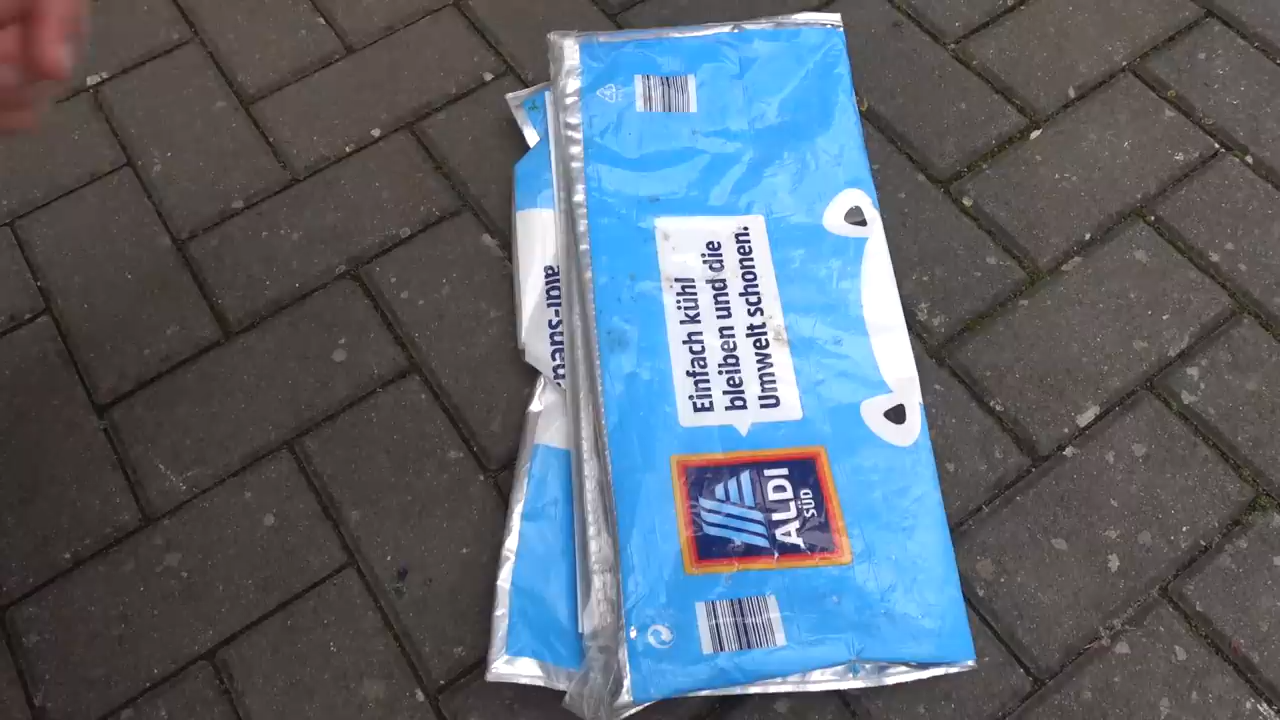 Einfach kühl
bleiben und die
Umwelt schonen.
ALDI
SÜD
aldi-sued